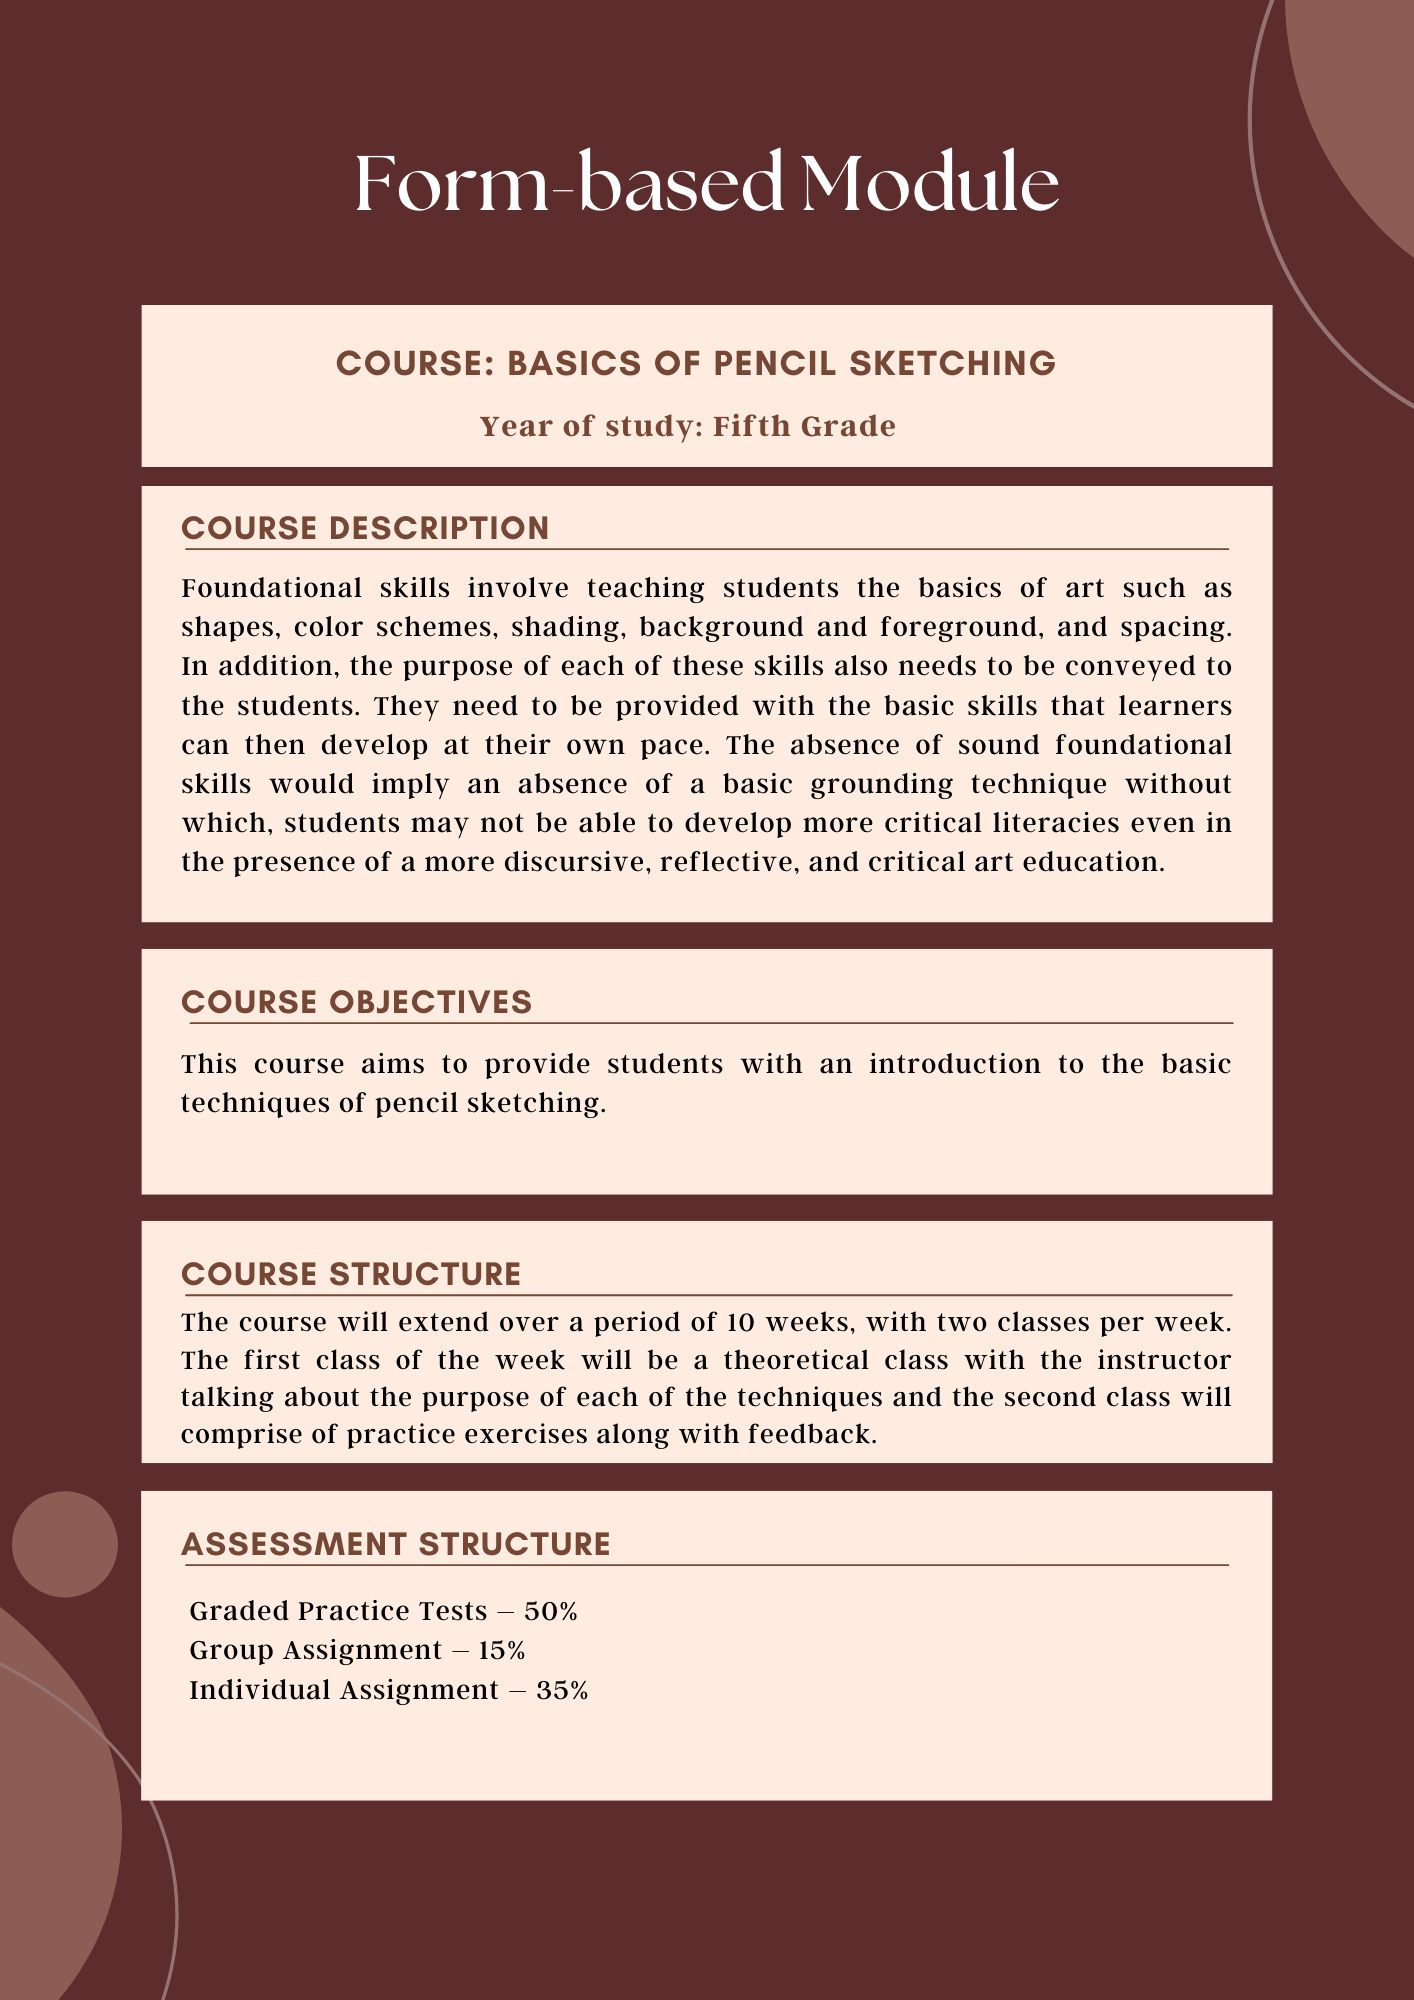 Form-based Module
COURSE: BASICS OF PENCIL SKETCHING
Year of study: Fifth Grade
COURSE DESCRIPTION
Foundational skills involve teaching students the basics of art such as
shapes, color schemes, shading, background and foreground, and spacing.
In addition, the purpose of each of these skills also needs to be conveyed to
the students. They need to be provided with the basic skills that learners
can then develop at their own pace. The absence of sound foundational
skills would imply an absence of a basic grounding technique without
which, students may not be able to develop more critical literacies even in
the presence of a more discursive, reflective, and critical art education.
COURSE OBJECTIVES
This course aims to provide students with an introduction to the basic
techniques of pencil sketching.
COURSE STRUCTURE
The course will extend over a period of 10 weeks, with two classes per week.
The first class of the week will be a theoretical class with the instructor
talking about the purpose of each of the techniques and the second class will
comprise of practice exercises along with feedback.
ASSESSMENT STRUCTURE
Graded Practice Tests – 50%
Group Assignment – 15%
Individual Assignment – 35%